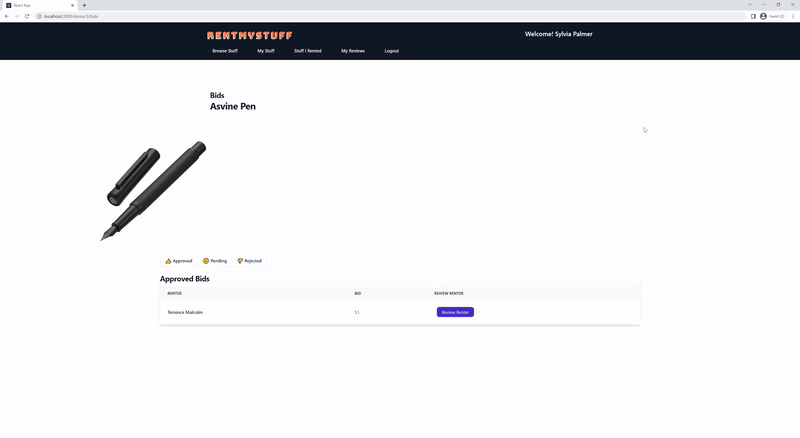 React App
localhost:3000/items/3/bids
Guest (2)
RENTMYSTUFF
Welcome! Sylvia Palmer
Browse Stuff My Stuff Stuff I Rented My Reviews Logout
Bids
Asvine Pen
Approved Pending Rejected
Approved Bids
RENTER BID REVIEW RENTER
Terrence Malcolm Review Renter